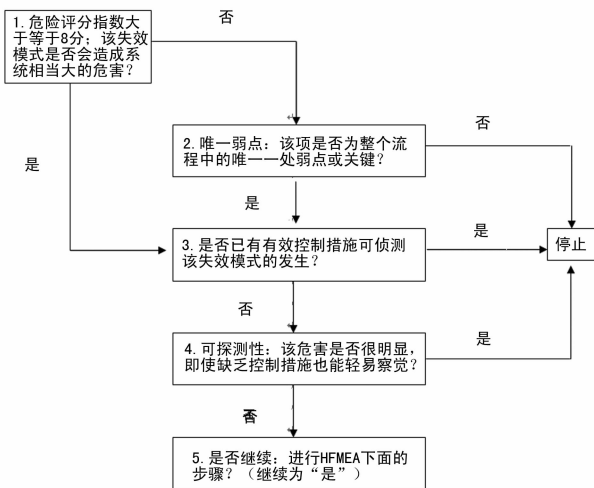 1. 危险评分指数大
于等于8分；该失效
模式是否会造成系
统相当大的危害？
否
是
2. 唯一弱点：该项是否为整个流
程中的唯一一处弱点或关键？
否
是
3. 是否已有有效控制措施可侦测
该失效模式的发生？
是
停止
否
4. 可探测性：该危害是否很明显，
即使缺乏控制措施也能轻易察觉？
是
否
5. 是否继续：进行HFMEA下面的
步骤？（继续为“是”）